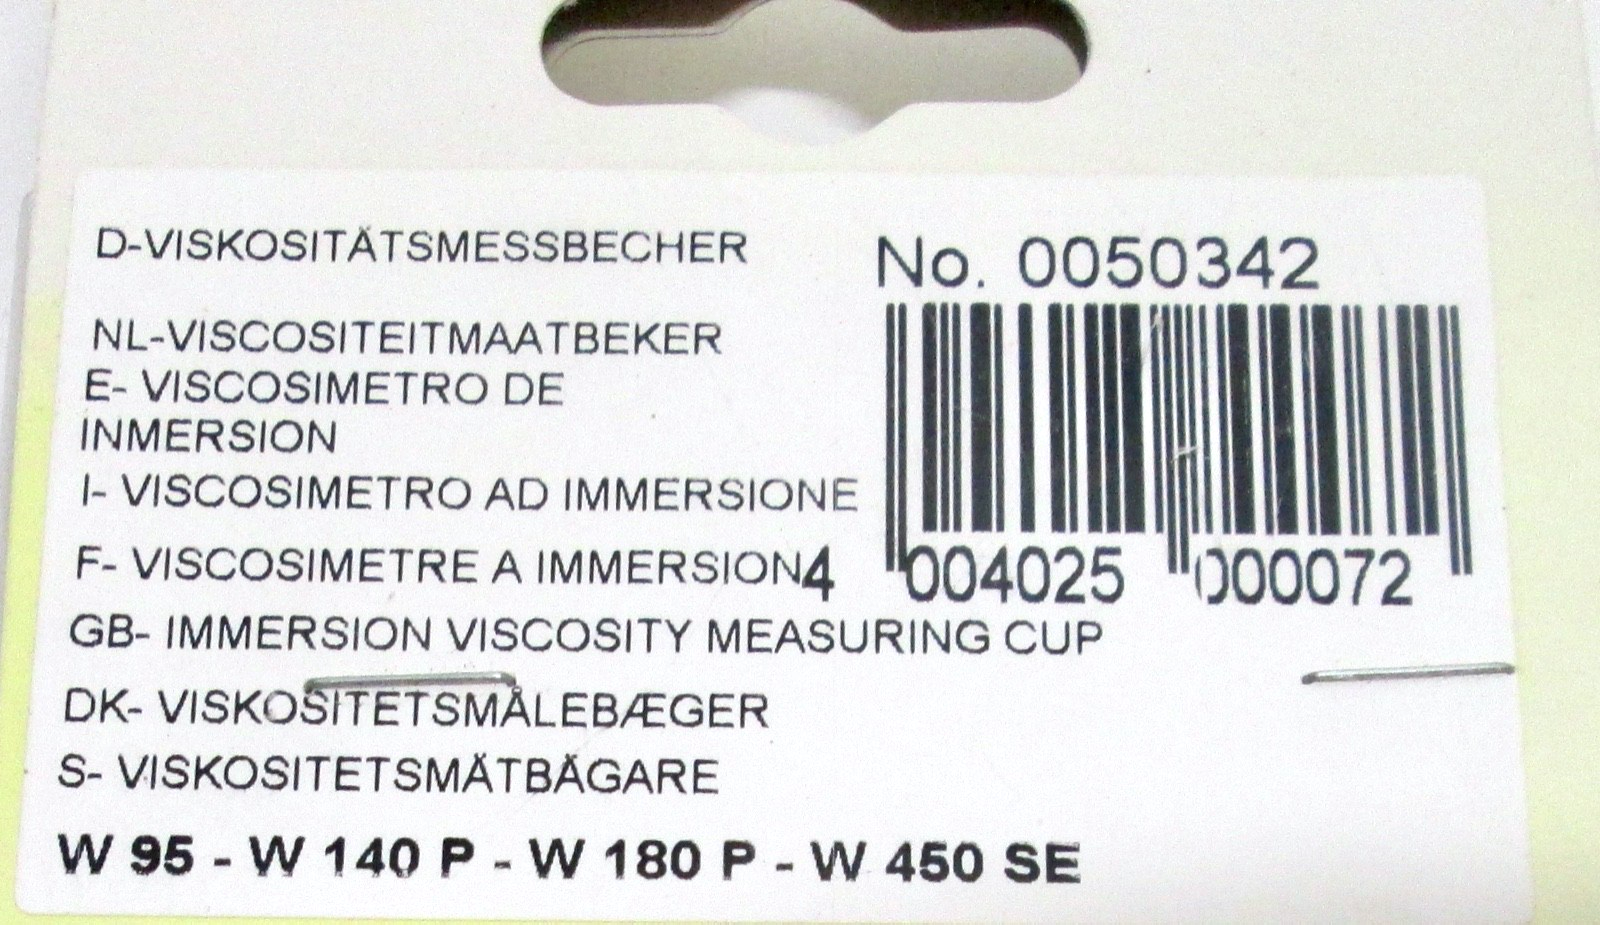 D-VISKOSITÄTSMESSBECHER
No. 0050342
NL-VISCOSITEITMAATBEKER
E- VISCOSIMETRO DE
INMERSION
I- VISCOSIMETRO AD IMMERSIONE
F- VISCOSIMETRE A IMMERSION
4 004025 000072
GB- IMMERSION VISCOSITY MEASURING CUP
DK- VISKOSITETSMÅLEBÆGER
S- VISKOSITETSMÄTBÄGARE
W 95 - W 140 P - W 180 P - W 450 SE